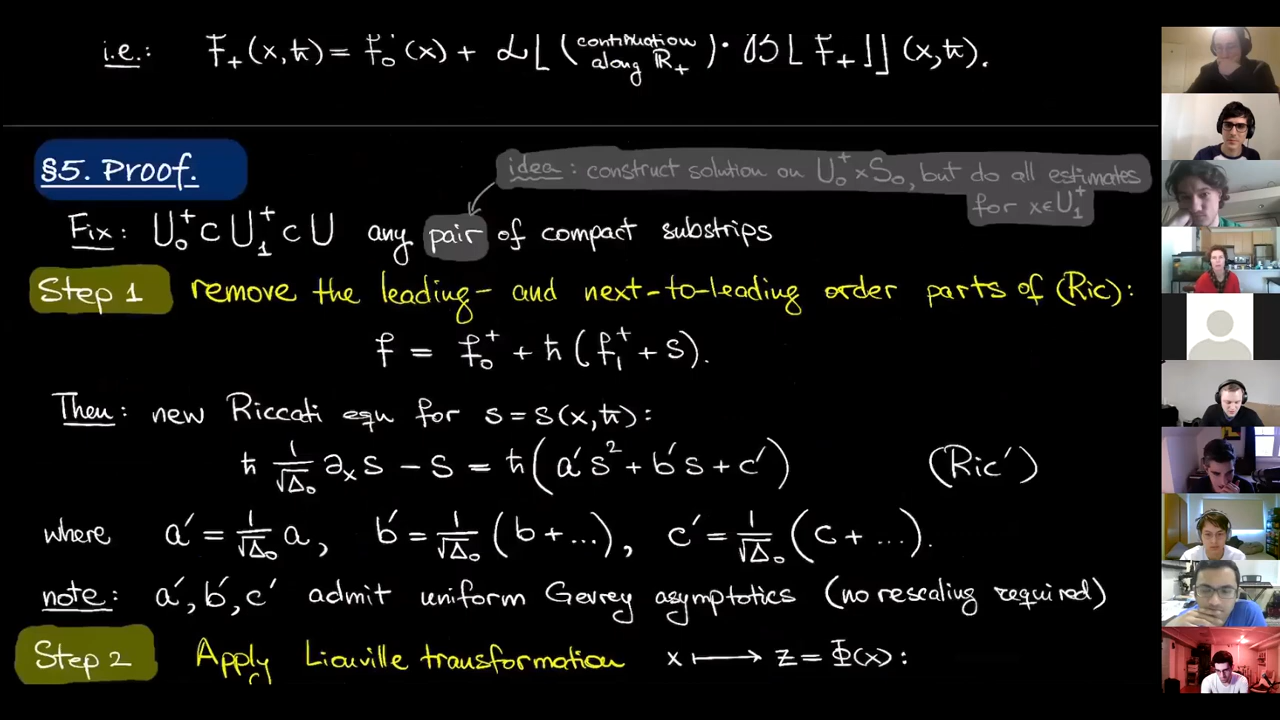 i.e.: F₊(x,ħ) = f₀⁺(x) + 𝓛[(continuation along ℝ₊) · 𝔅[F₊]](x,ħ).
§5. Proof.
idea: construct solution on U₀⁺×S₀, but do all estimates
for x∈U₁⁺
Fix: U₀⁺ ⊂ U₁⁺ ⊂ U any pair of compact substrips
Step 1 remove the leading- and next-to-leading order parts of (Ric):
f = f₀⁺ + ħ(f₁⁺ + s).
Then: new Riccati equ for s = s(x,ħ):
ħ 1/√Δ₀ ∂ₓs − s = ħ(a′s² + b′s + c′) (Ric′)
where a′ = 1/√Δ₀ a, b′ = 1/√Δ₀ (b + ...), c′ = 1/√Δ₀ (c + ...).
note: a′, b′, c′ admit uniform Gevrey asymptotics (no rescaling required)
Step 2 Apply Liouville transformation x ⟼ z = Φ(x):